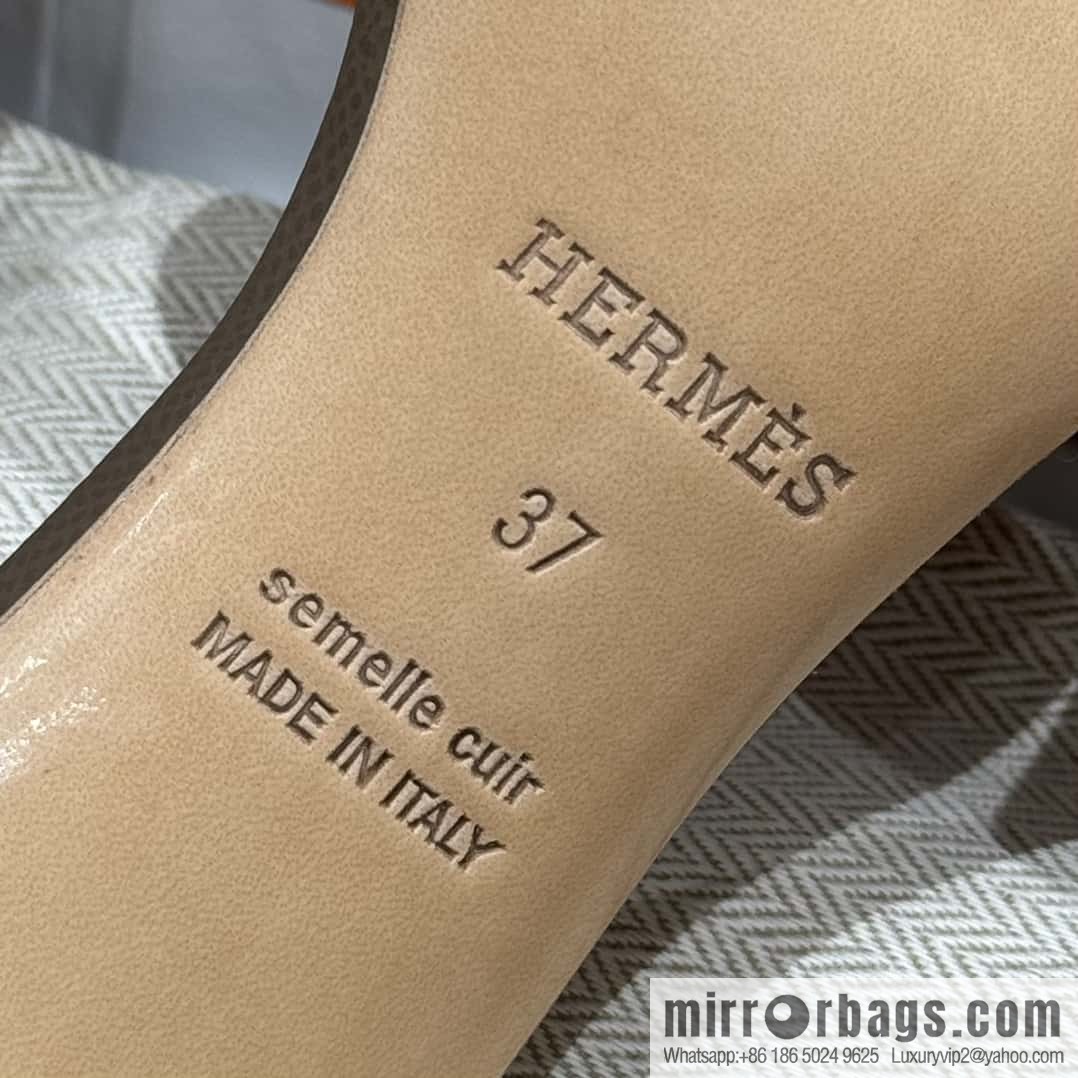 HERMÈS
37
semelle cuir
MADE IN ITALY
mirrorbags.com
Whatsapp:+86 186 5024 9625 Luxuryvip2@yahoo.com